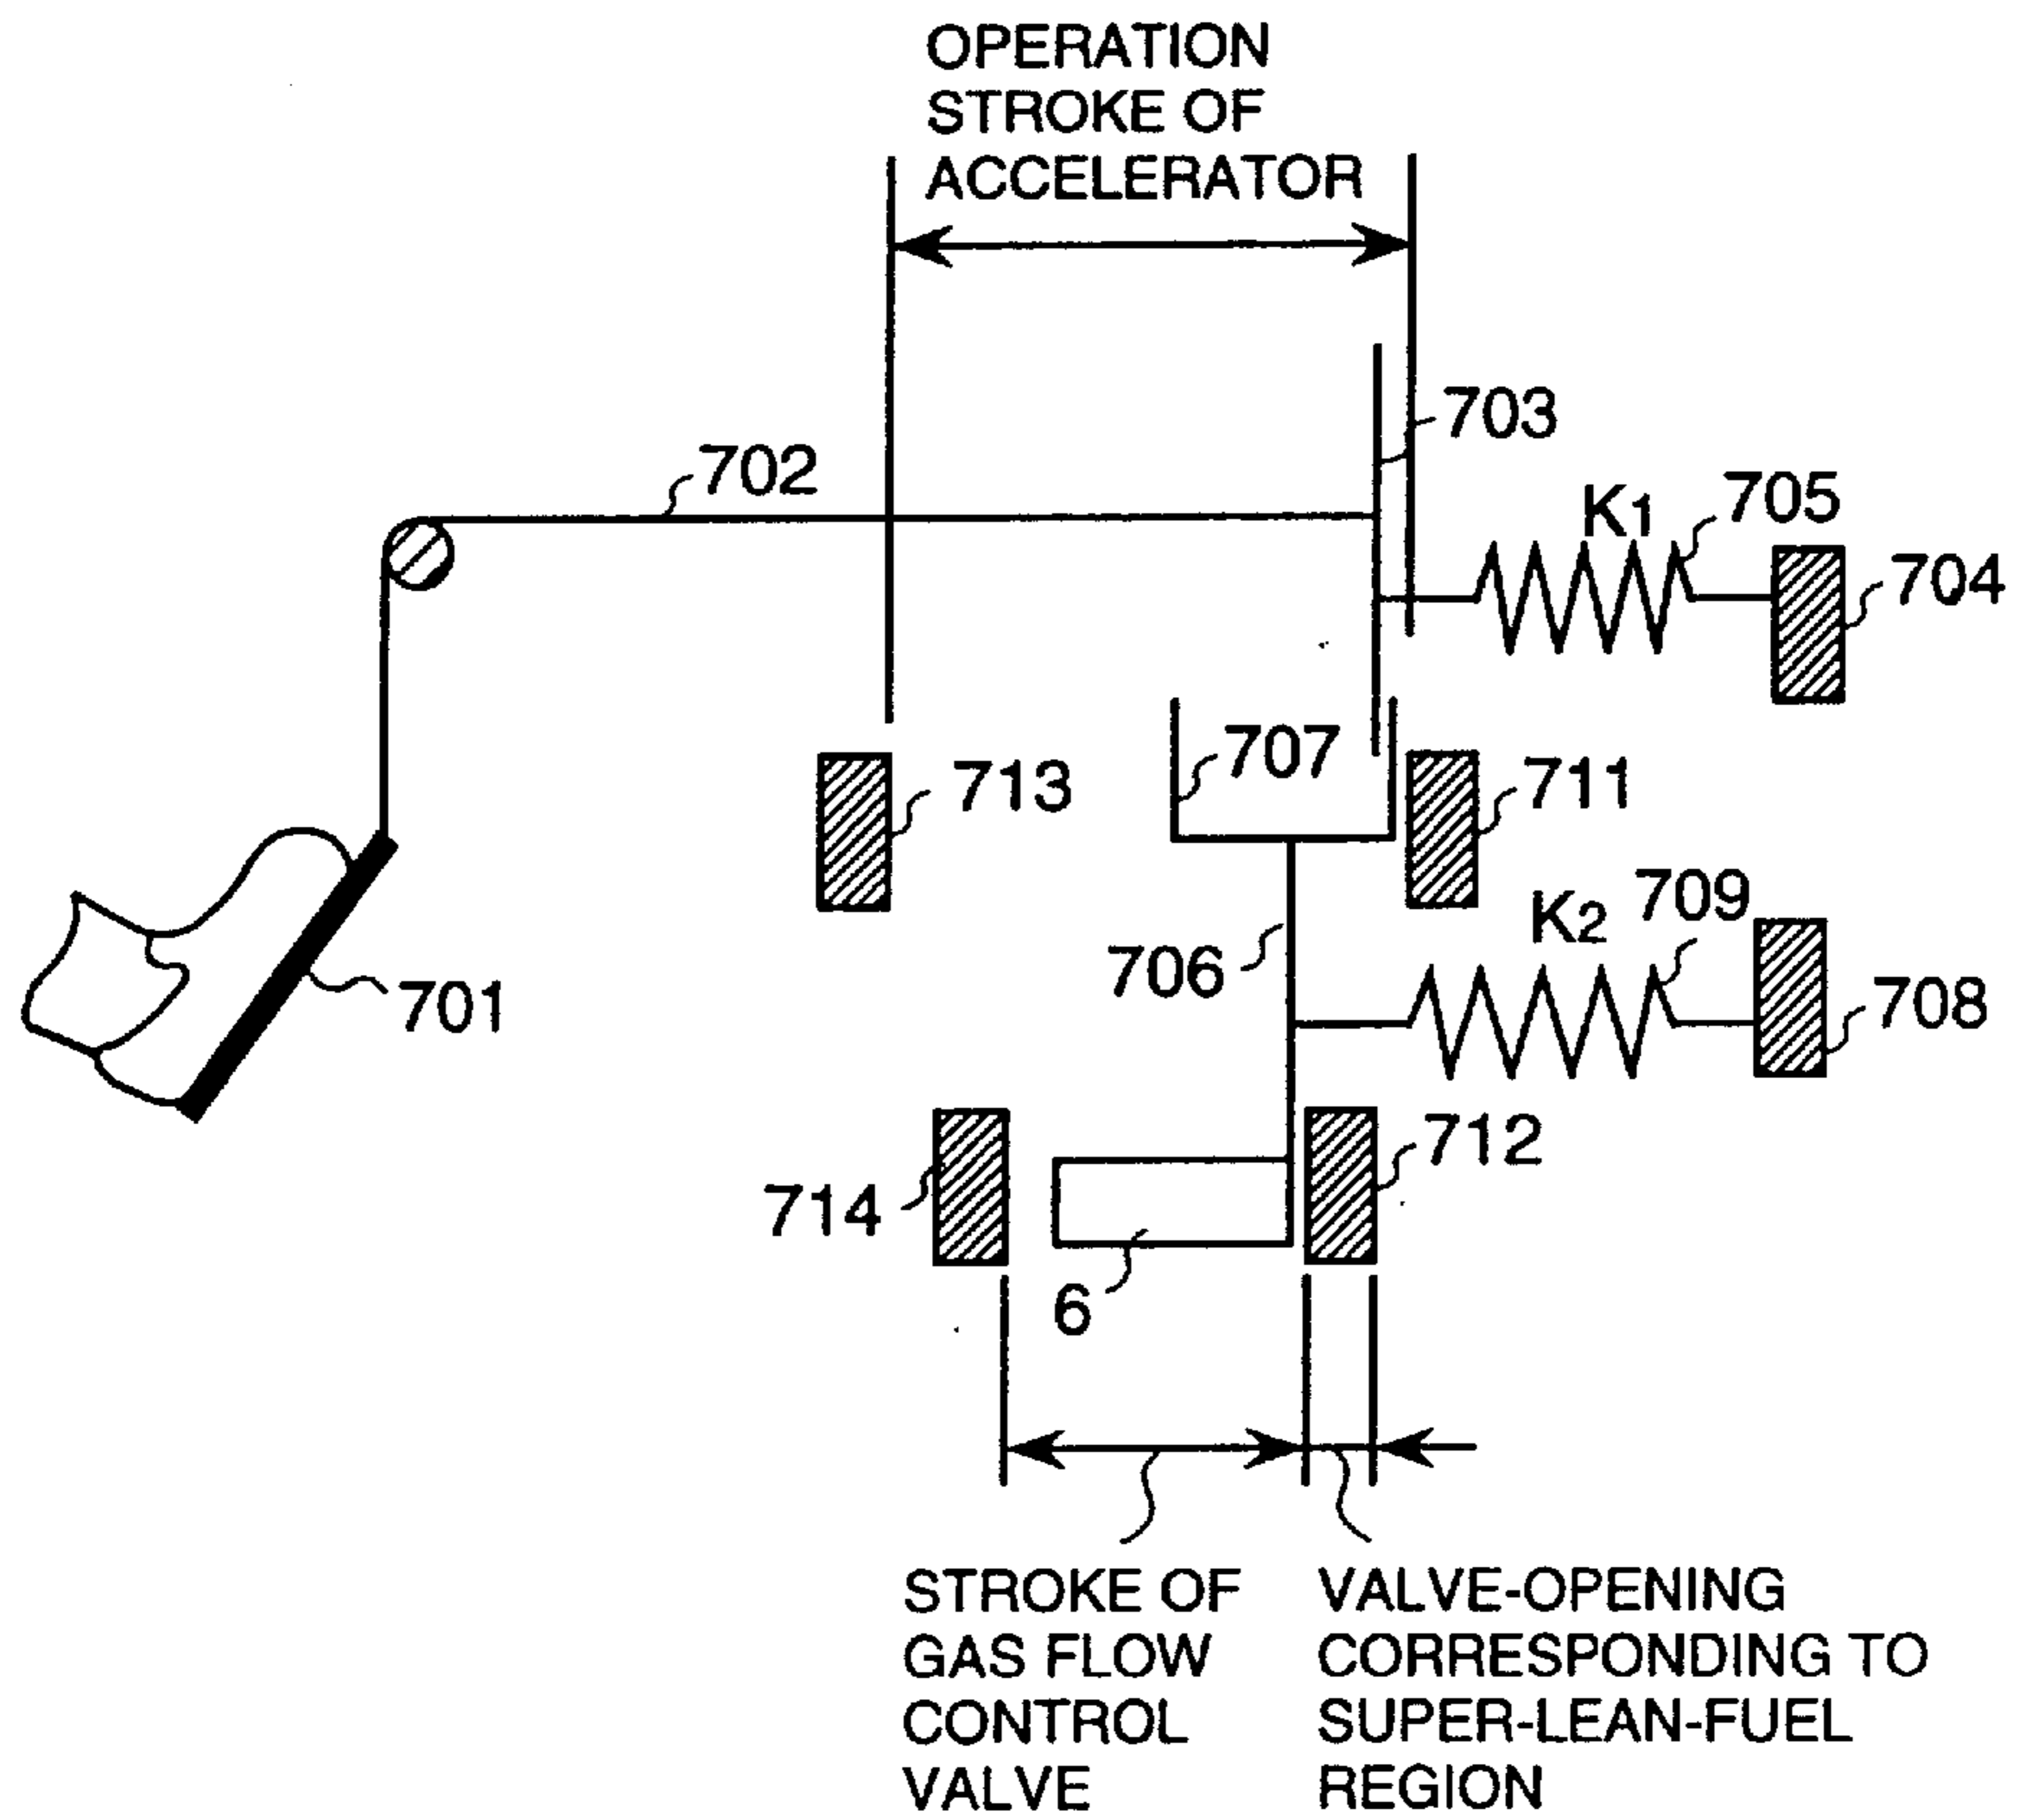 OPERATION
STROKE OF
ACCELERATOR
703
702
K1
705
704
707
713
711
709
K2
706
701
708
712
714
6
STROKE OF
GAS FLOW
CONTROL
VALVE
VALVE-OPENING
CORRESPONDING TO
SUPER-LEAN-FUEL
REGION